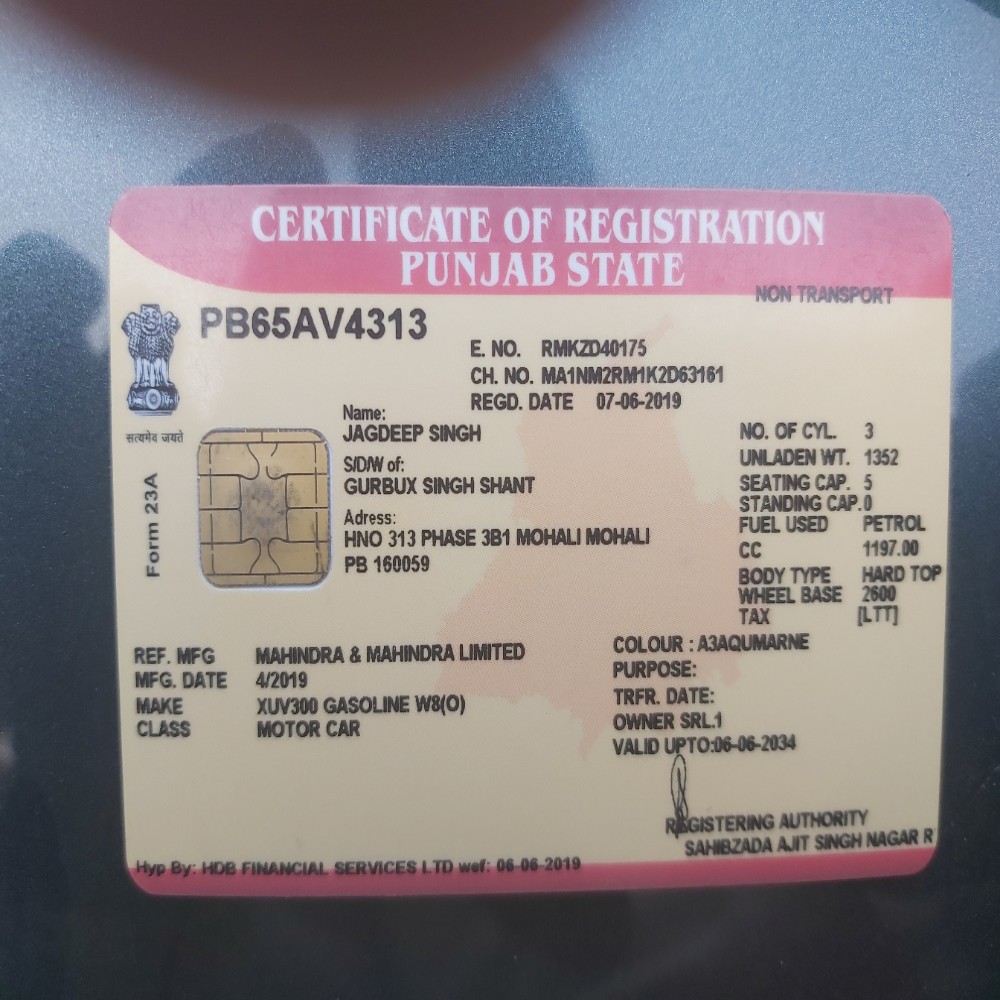 CERTIFICATE OF REGISTRATION
PUNJAB STATE
NON TRANSPORT
PB65AV4313
E. NO. RMKZD40175
CH. NO. MA1NM2RM1K2D63161
REGD. DATE 07-06-2019
सत्यमेव जयते
Form 23A
Name:
JAGDEEP SINGH
S/D/W of:
GURBUX SINGH SHANT
Adress:
HNO 313 PHASE 3B1 MOHALI MOHALI
PB 160059
NO. OF CYL. 3
UNLADEN WT. 1352
SEATING CAP. 5
STANDING CAP.0
FUEL USED PETROL
CC 1197.00
BODY TYPE HARD TOP
WHEEL BASE 2600
TAX [LTT]
REF. MFG MAHINDRA & MAHINDRA LIMITED
MFG. DATE 4/2019
MAKE XUV300 GASOLINE W8(O)
CLASS MOTOR CAR
COLOUR : A3AQUMARNE
PURPOSE:
TRFR. DATE:
OWNER SRL.1
VALID UPTO:06-06-2034
REGISTERING AUTHORITY
SAHIBZADA AJIT SINGH NAGAR R
Hyp By: HDB FINANCIAL SERVICES LTD wef: 06-06-2019